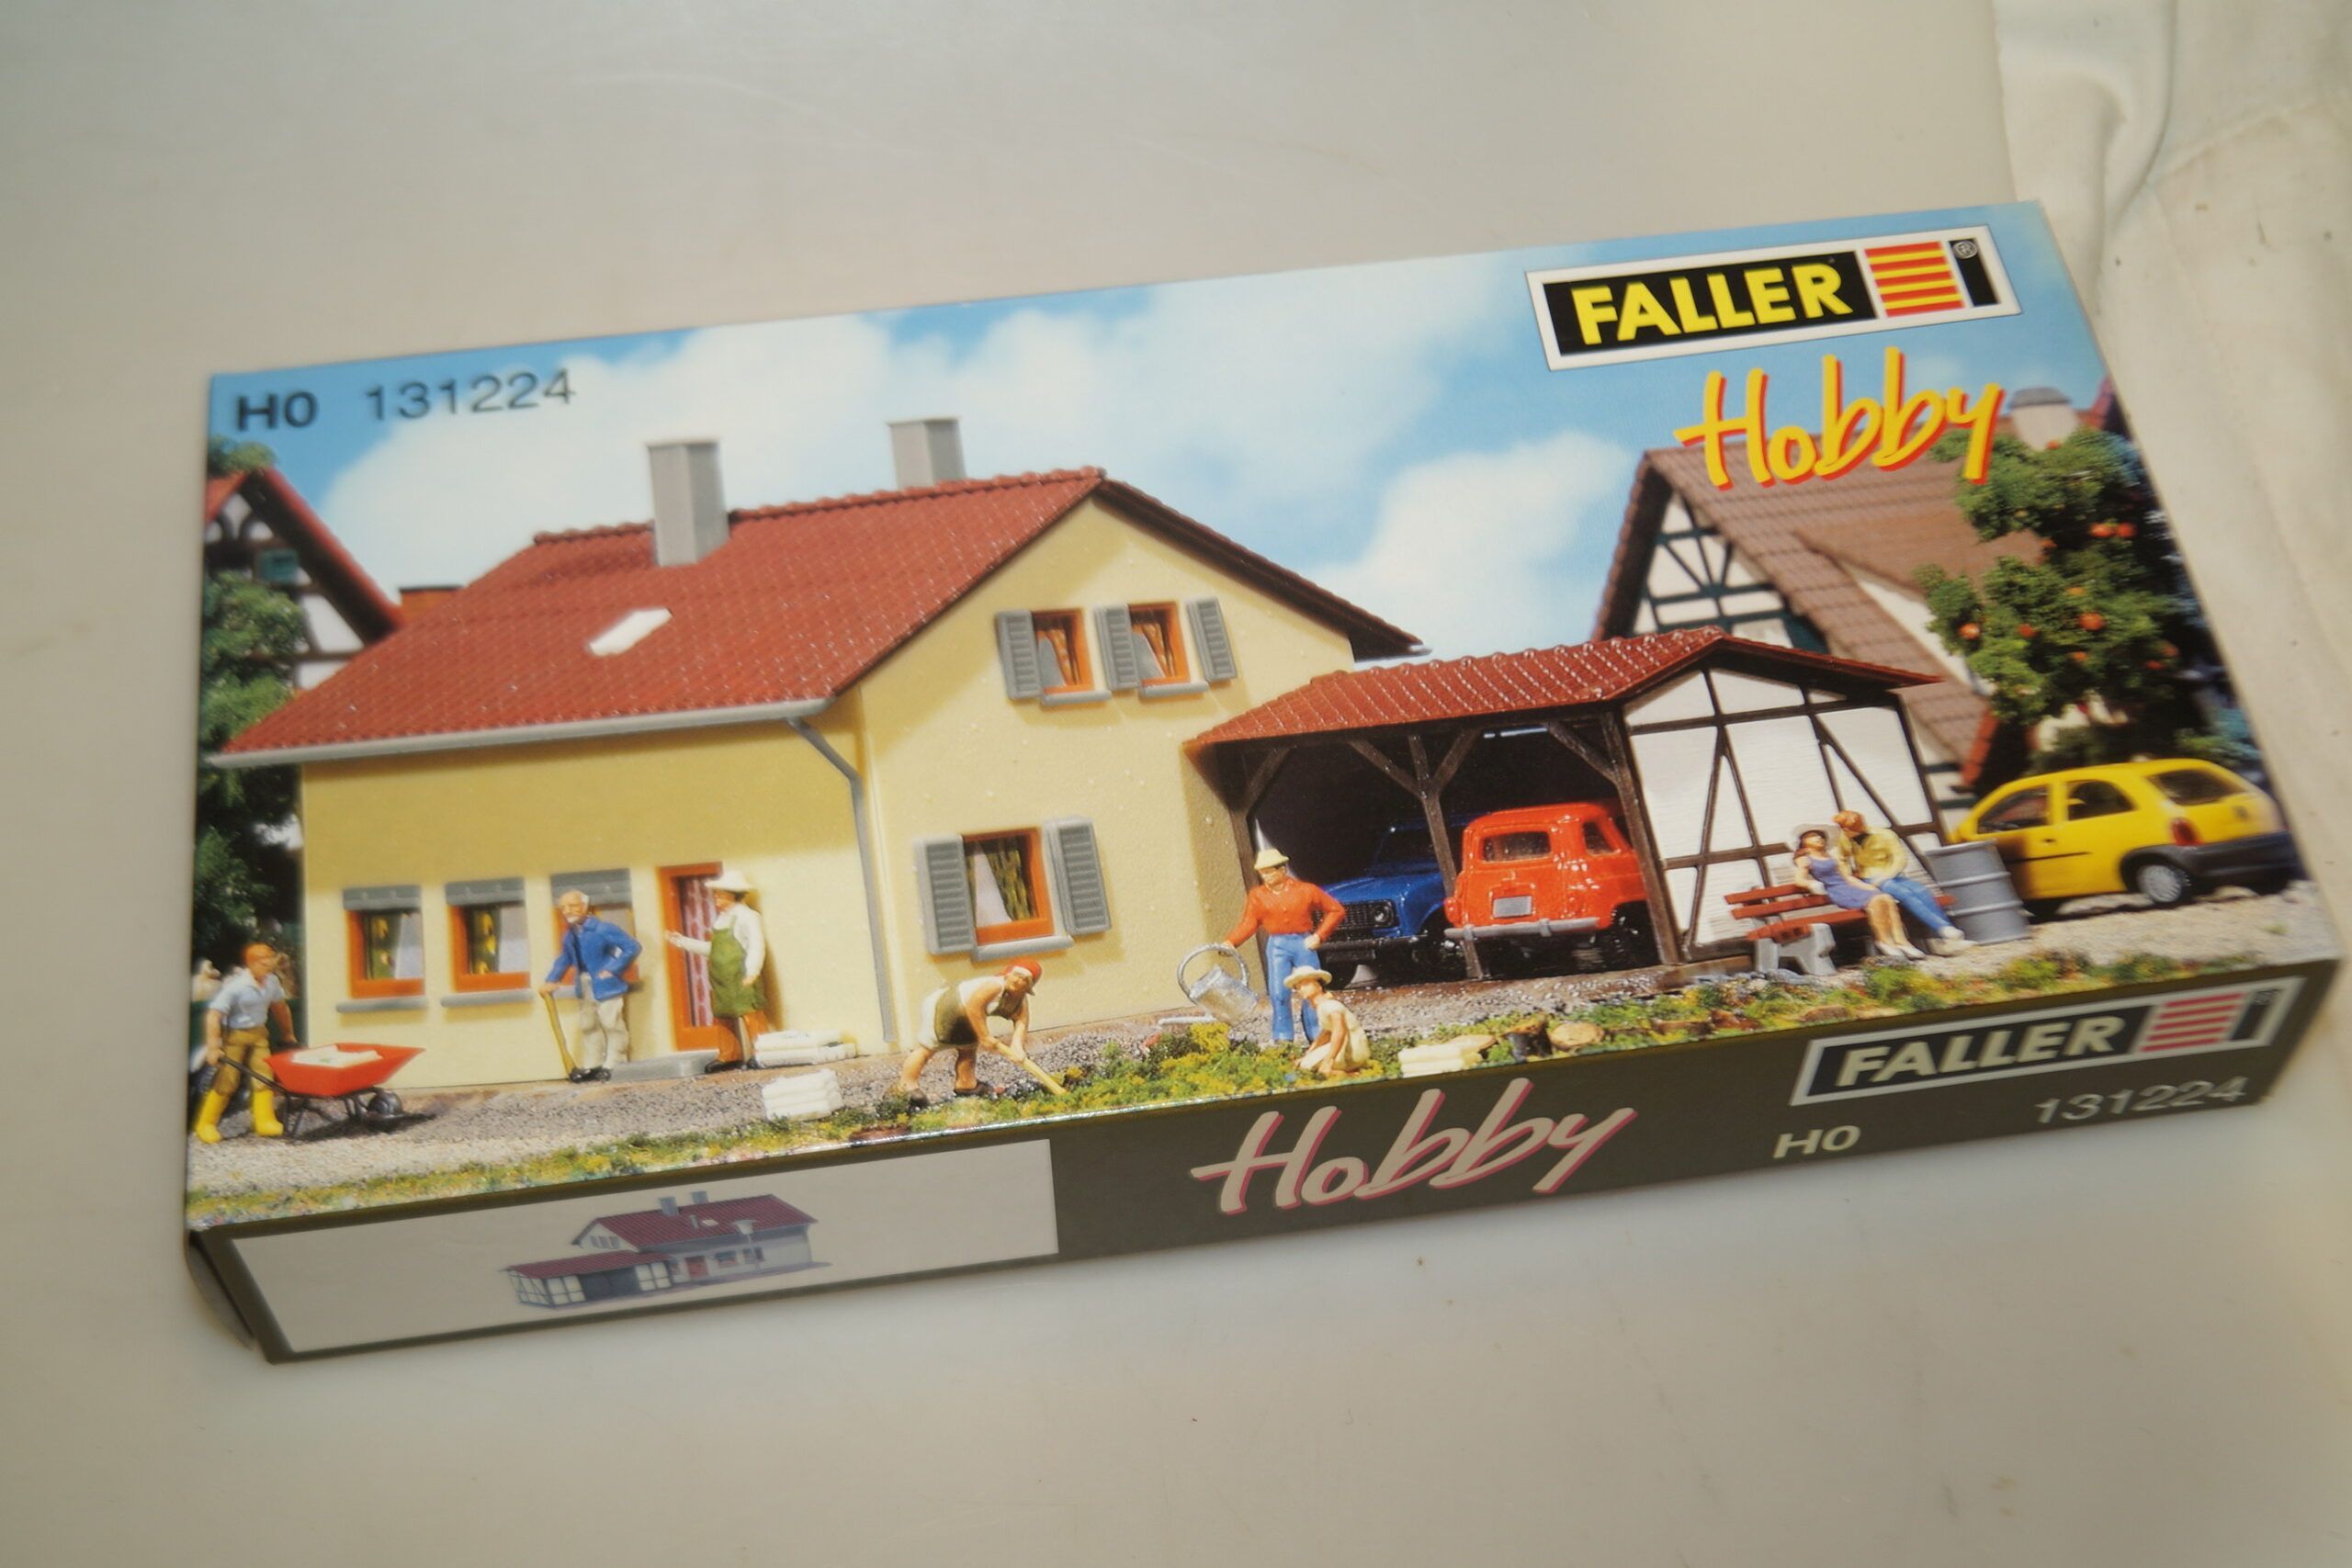 FALLER ®
Hobby
H0 131224
Hobby
FALLER
H0 131224